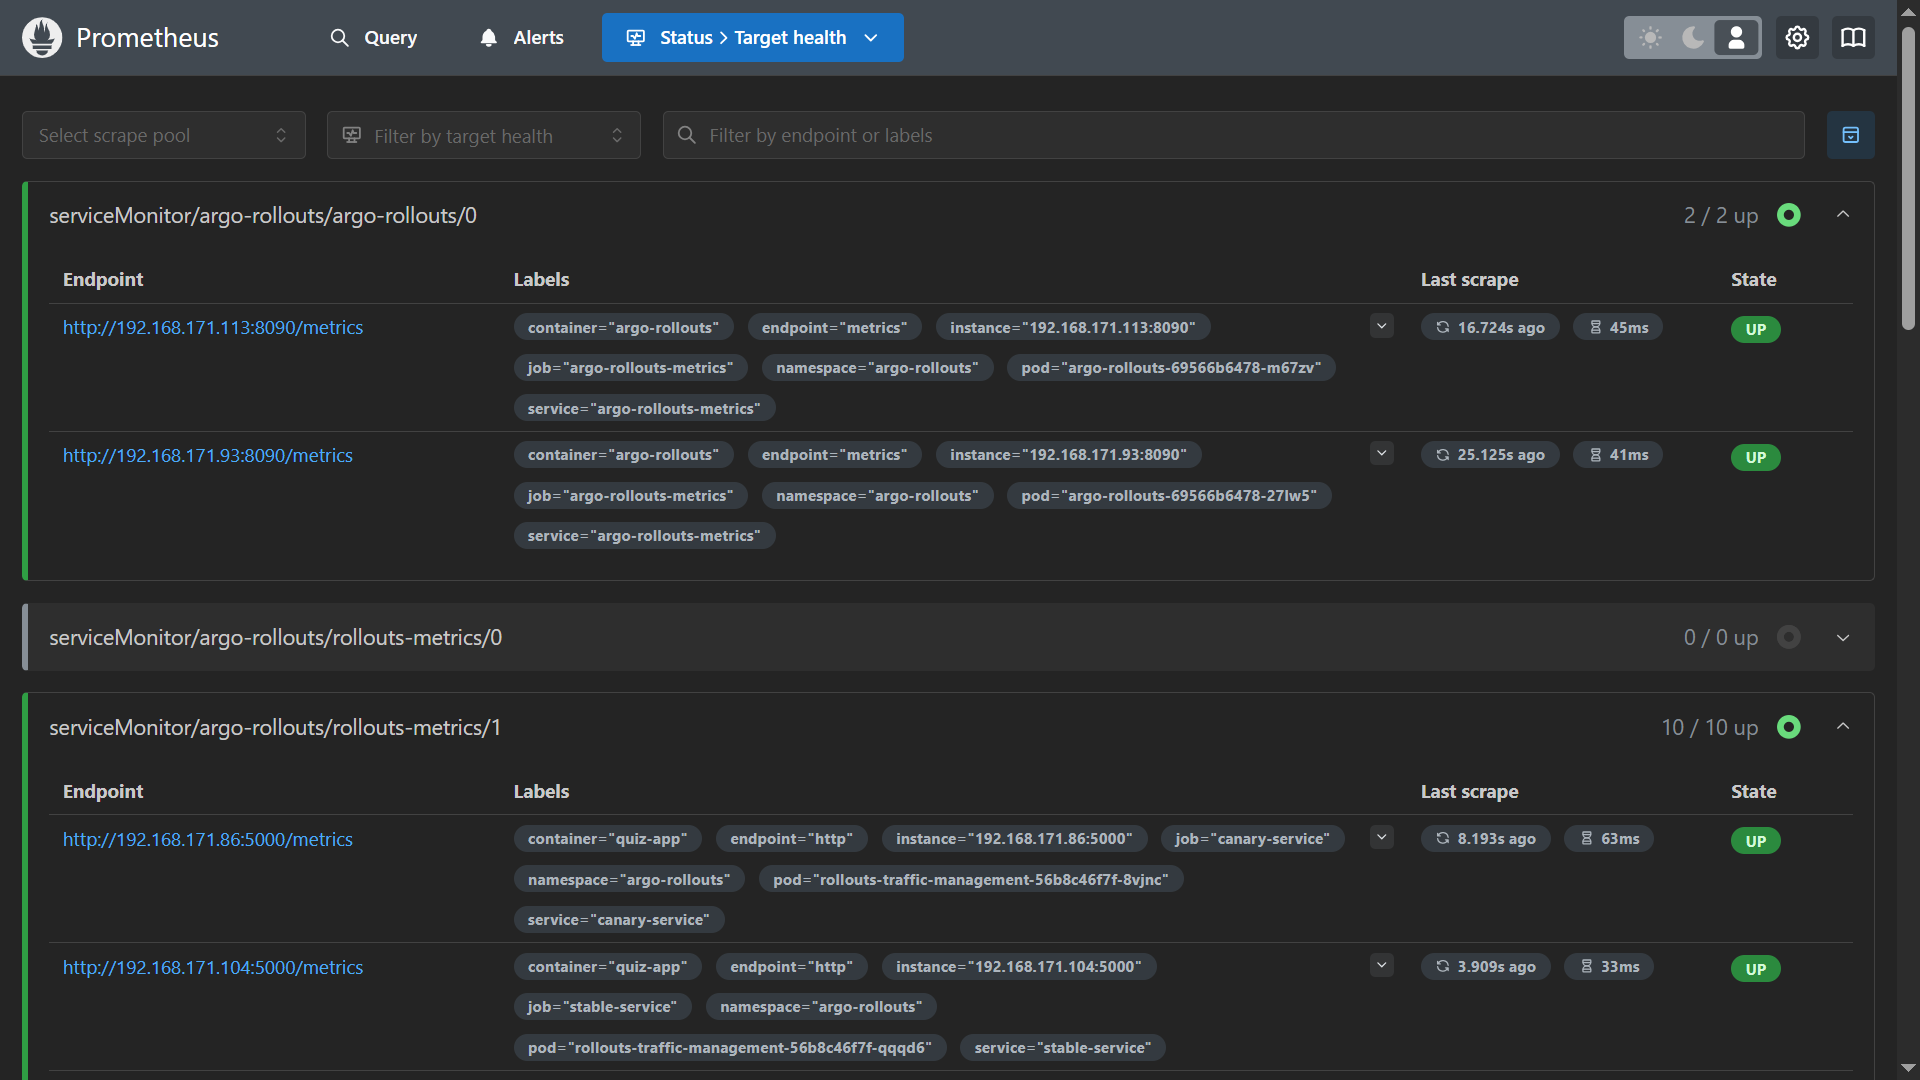 Prometheus Query Alerts Status > Target health
Select scrape pool Filter by target health Filter by endpoint or labels
serviceMonitor/argo-rollouts/argo-rollouts/0 2 / 2 up
Endpoint Labels Last scrape State
http://192.168.171.113:8090/metrics container="argo-rollouts" endpoint="metrics" instance="192.168.171.113:8090" 16.724s ago 45ms UP
job="argo-rollouts-metrics" namespace="argo-rollouts" pod="argo-rollouts-69566b6478-m67zv"
service="argo-rollouts-metrics"
http://192.168.171.93:8090/metrics container="argo-rollouts" endpoint="metrics" instance="192.168.171.93:8090" 25.125s ago 41ms UP
job="argo-rollouts-metrics" namespace="argo-rollouts" pod="argo-rollouts-69566b6478-27lw5"
service="argo-rollouts-metrics"
serviceMonitor/argo-rollouts/rollouts-metrics/0 0 / 0 up
serviceMonitor/argo-rollouts/rollouts-metrics/1 10 / 10 up
Endpoint Labels Last scrape State
http://192.168.171.86:5000/metrics container="quiz-app" endpoint="http" instance="192.168.171.86:5000" job="canary-service" 8.193s ago 63ms UP
namespace="argo-rollouts" pod="rollouts-traffic-management-56b8c46f7f-8vjnc"
service="canary-service"
http://192.168.171.104:5000/metrics container="quiz-app" endpoint="http" instance="192.168.171.104:5000" 3.909s ago 33ms UP
job="stable-service" namespace="argo-rollouts"
pod="rollouts-traffic-management-56b8c46f7f-qqqd6" service="stable-service"